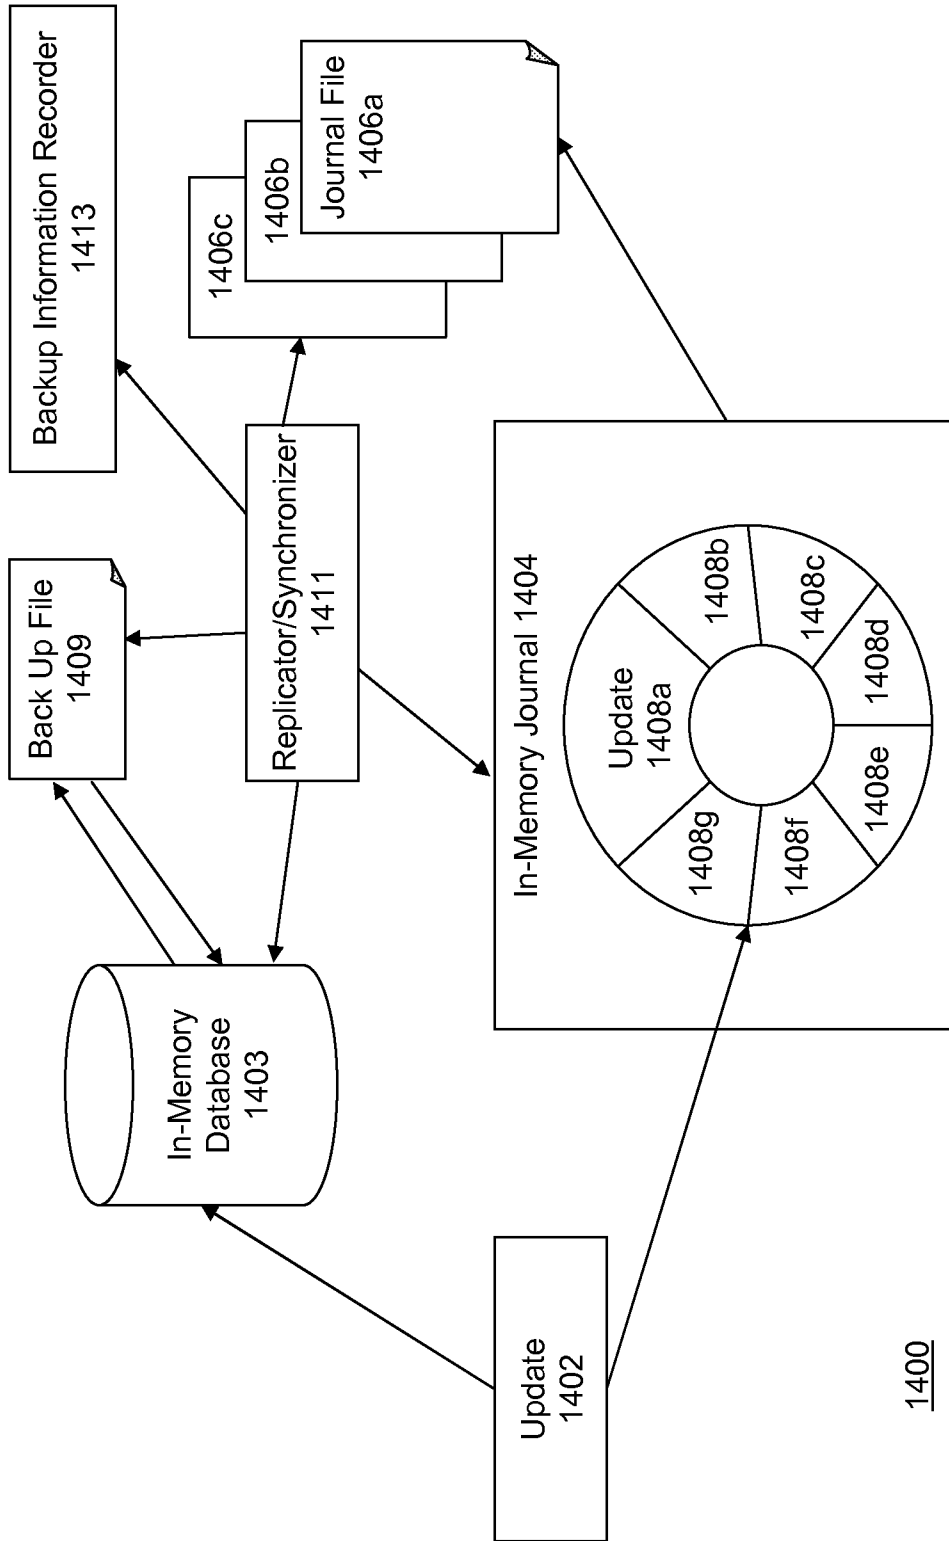 Backup Information Recorder
1413
Back Up File
1409
In-Memory
Database
1403
Replicator/Synchronizer
1411
1406c
1406b
Journal File
1406a
Update
1402
In-Memory Journal 1404
Update
1408a
1408b
1408c
1408d
1408e
1408f
1408g
1400